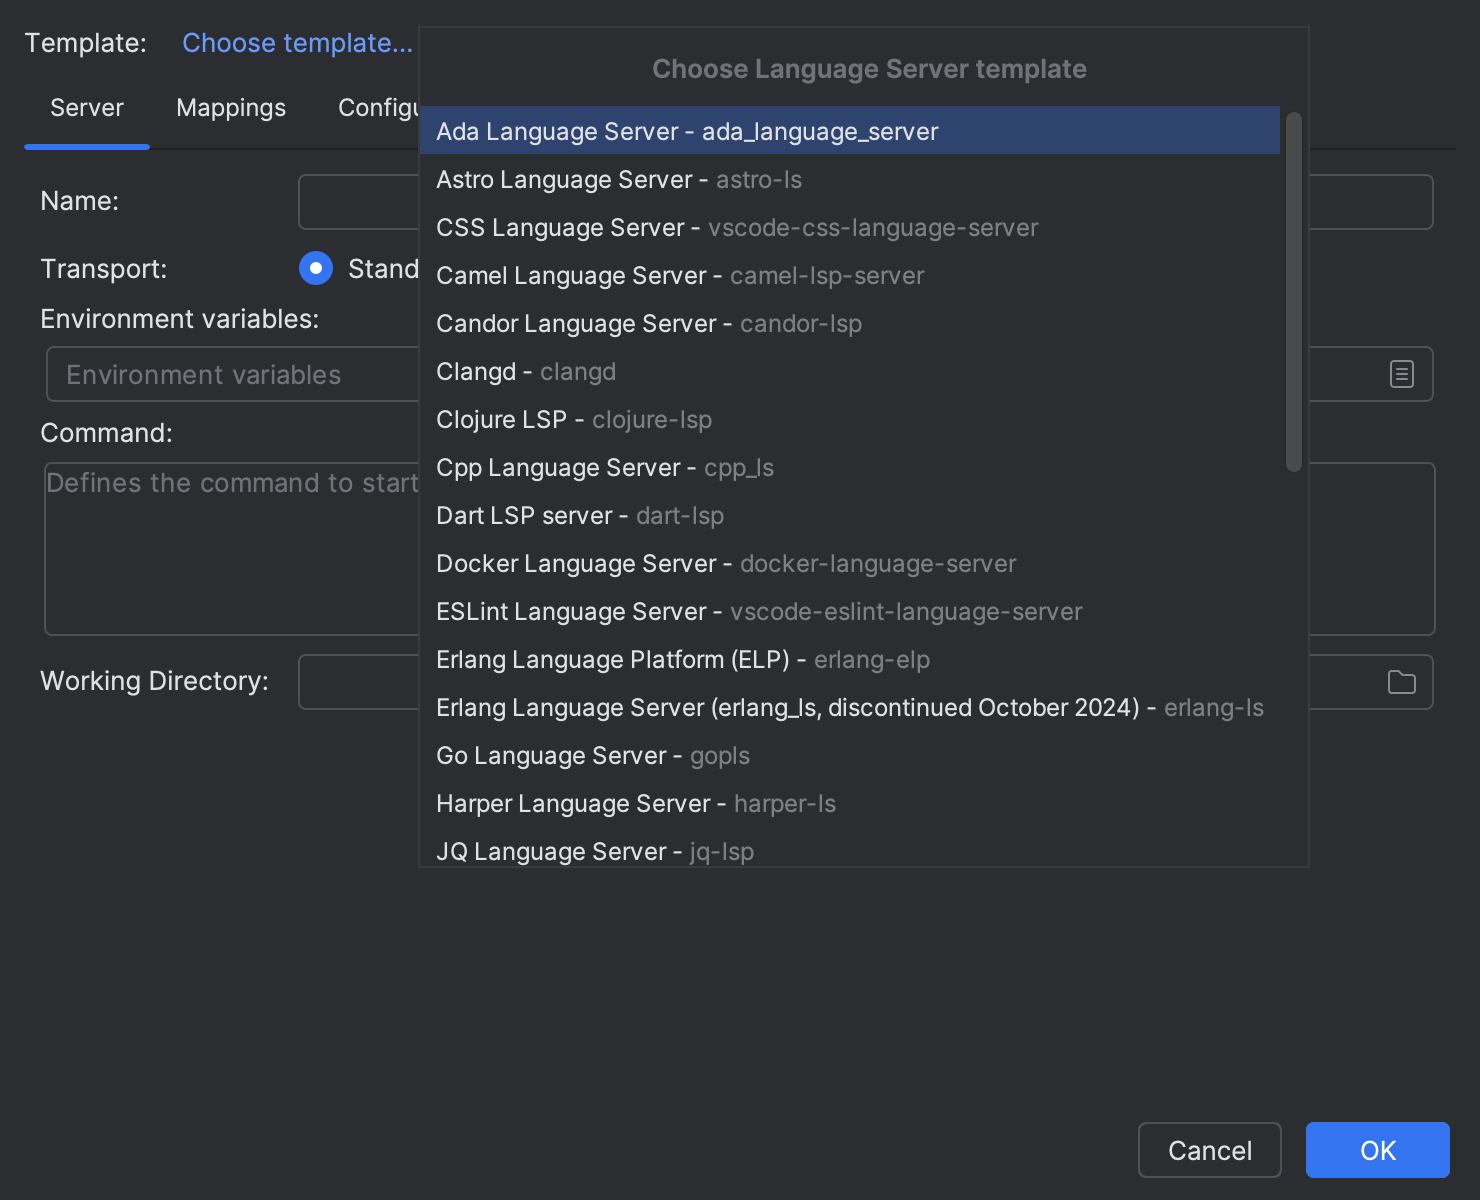 Template: Choose template...
Choose Language Server template
Server Mappings Configu
Ada Language Server - ada_language_server
Astro Language Server - astro-ls
CSS Language Server - vscode-css-language-server
Camel Language Server - camel-lsp-server
Candor Language Server - candor-lsp
Clangd - clangd
Clojure LSP - clojure-lsp
Cpp Language Server - cpp_ls
Dart LSP server - dart-lsp
Docker Language Server - docker-language-server
ESLint Language Server - vscode-eslint-language-server
Erlang Language Platform (ELP) - erlang-elp
Erlang Language Server (erlang_ls, discontinued October 2024) - erlang-ls
Go Language Server - gopls
Harper Language Server - harper-ls
JQ Language Server - jq-lsp
Name:
Transport: Stand
Environment variables:
Environment variables
Command:
Defines the command to start
Working Directory:
Cancel OK